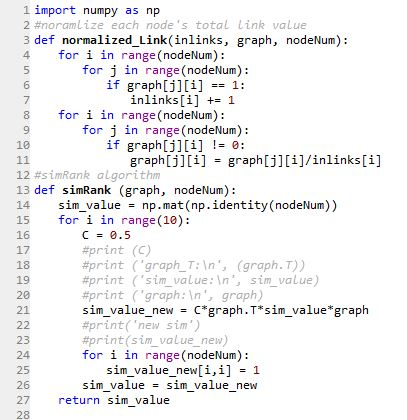 1 import numpy as np
2 #noramlize each node's total link value
3 def normalized_Link(inlinks, graph, nodeNum):
4     for i in range(nodeNum):
5         for j in range(nodeNum):
6             if graph[j][i] == 1:
7                 inlinks[i] += 1
8     for i in range(nodeNum):
9         for j in range(nodeNum):
10             if graph[j][i] != 0:
11                 graph[j][i] = graph[j][i]/inlinks[i]
12 #simRank algorithm
13 def simRank (graph, nodeNum):
14     sim_value = np.mat(np.identity(nodeNum))
15     for i in range(10):
16         C = 0.5
17         #print (C)
18         #print ('graph_T:\n', (graph.T))
19         #print ('sim_value:\n', sim_value)
20         #print ('graph:\n', graph)
21         sim_value_new = C*graph.T*sim_value*graph
22         #print('new sim')
23         #print(sim_value_new)
24         for i in range(nodeNum):
25             sim_value_new[i,i] = 1
26         sim_value = sim_value_new
27     return sim_value
28